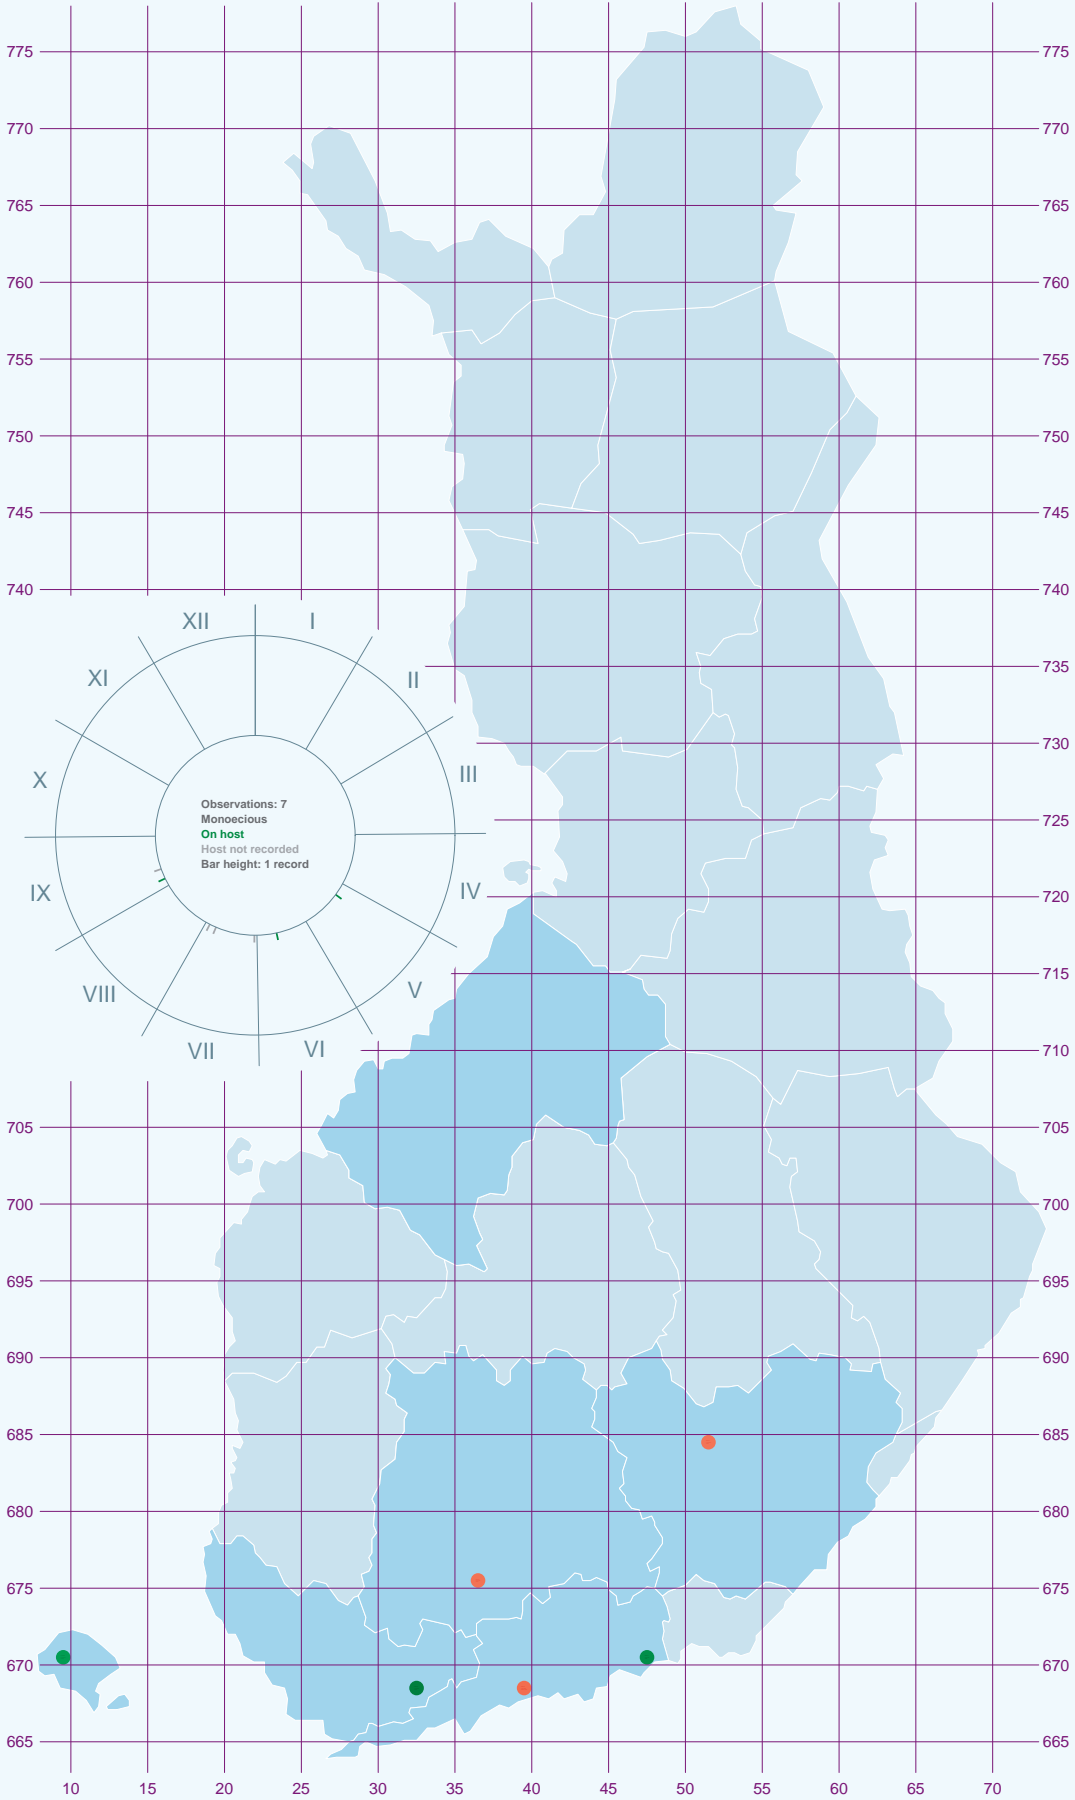 775 775
770 770
765 765
760 760
755 755
750 750
745 745
740 740
XII I
XI II
735
X III
730
Observations: 7
Monoecious
On host
Host not recorded
Bar height: 1 record
725
IX IV
720
VIII V
715
VII VI
710
705 705
700 700
695 695
690 690
685 685
680 680
675 675
670 670
665 665
10 15 20 25 30 35 40 45 50 55 60 65 70